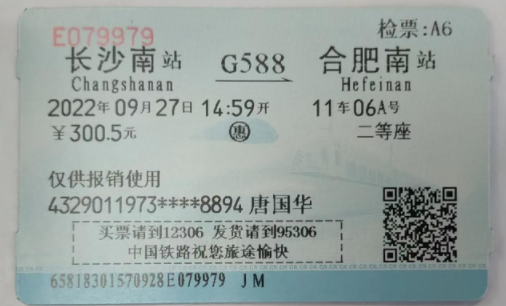 E079979 检票:A6
长沙南站 G588 合肥南站
Changshanan Hefeinan
2022年09月27日 14:59开 11车06A号
￥300.5元 惠 二等座
仅供报销使用
4329011973****8894 唐国华
买票请到12306 发货请到95306
中国铁路祝您旅途愉快
65818301570928E079979 JM